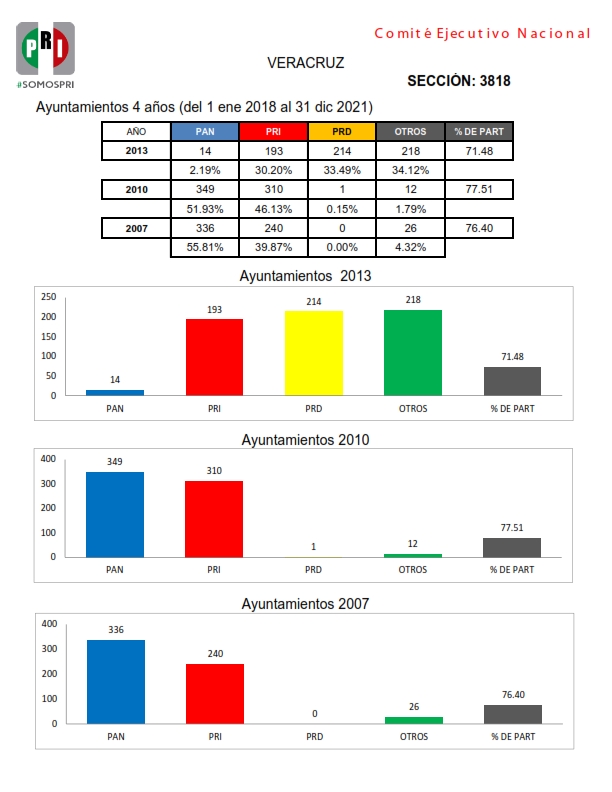 Comité Ejecutivo Nacional
PRI
#SOMOSPRI
VERACRUZ
SECCIÓN: 3818
Ayuntamientos 4 años (del 1 ene 2018 al 31 dic 2021)
AÑO PAN PRI PRD OTROS % DE PART
2013 14 193 214 218 71.48
2.19% 30.20% 33.49% 34.12%
2010 349 310 1 12 77.51
51.93% 46.13% 0.15% 1.79%
2007 336 240 0 26 76.40
55.81% 39.87% 0.00% 4.32%
Ayuntamientos 2013
250
200
150
100
50
0
14 193 214 218 71.48
PAN PRI PRD OTROS % DE PART
Ayuntamientos 2010
400
300
200
100
0
349 310 1 12 77.51
PAN PRI PRD OTROS % DE PART
Ayuntamientos 2007
400
300
200
100
0
336 240 0 26 76.40
PAN PRI PRD OTROS % DE PART